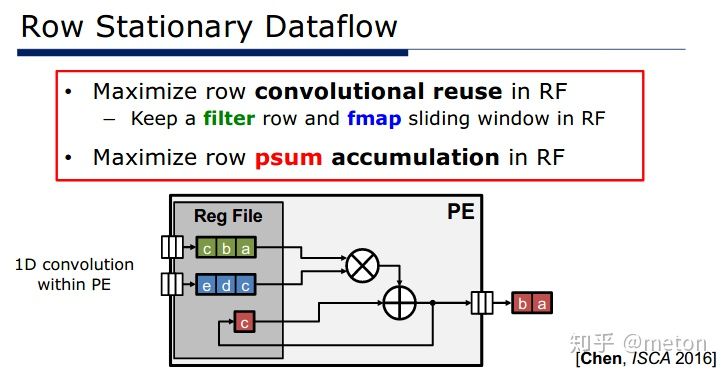 Row Stationary Dataflow
• Maximize row convolutional reuse in RF
– Keep a filter row and fmap sliding window in RF
• Maximize row psum accumulation in RF
PE
Reg File
c b a
1D convolution
within PE
e d c
c
b a
知乎 @meton
[Chen, ISCA 2016]